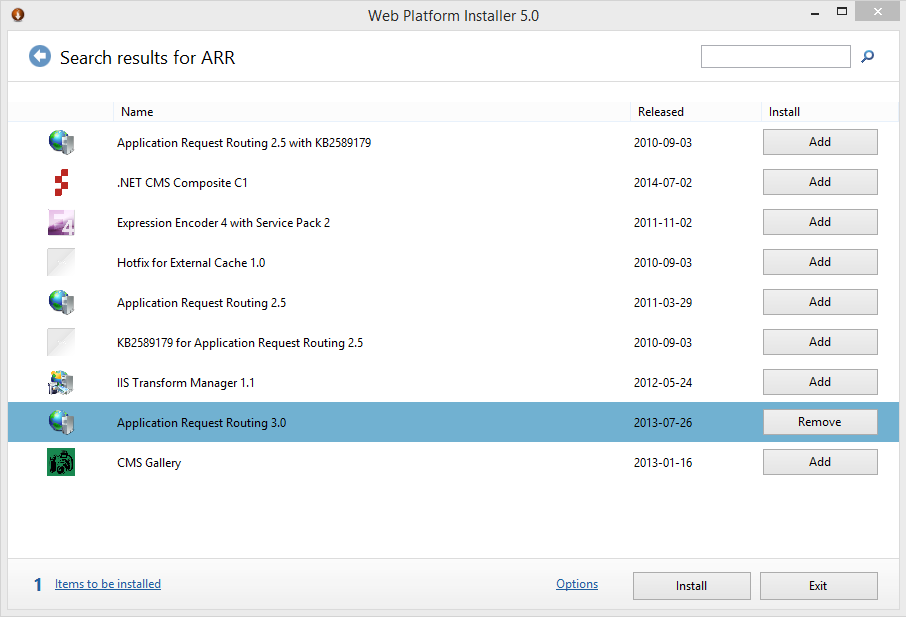 Web Platform Installer 5.0
Search results for ARR
Name Released Install
Application Request Routing 2.5 with KB2589179 2010-09-03 Add
.NET CMS Composite C1 2014-07-02 Add
E4
Expression Encoder 4 with Service Pack 2 2011-11-02 Add
Hotfix for External Cache 1.0 2010-09-03 Add
Application Request Routing 2.5 2011-03-29 Add
KB2589179 for Application Request Routing 2.5 2010-09-03 Add
IIS Transform Manager 1.1 2012-05-24 Add
Application Request Routing 3.0 2013-07-26 Remove
CMS Gallery 2013-01-16 Add
1 Items to be installed Options Install Exit